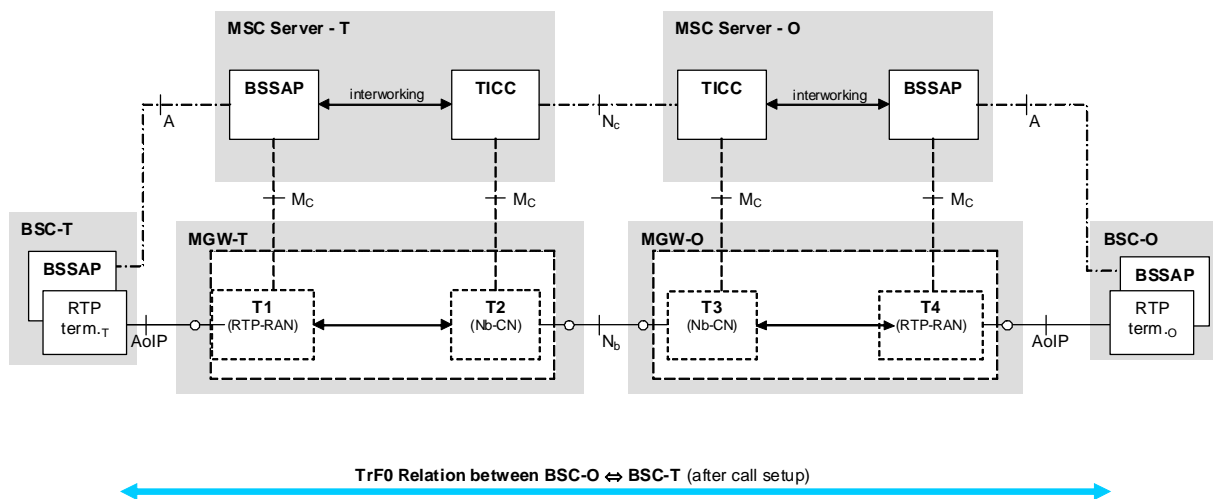 MSC Server - T
MSC Server - O
BSSAP
interworking
TICC
TICC
interworking
BSSAP
A
Nc
A
MC
MC
MC
MC
BSC-T
MGW-T
MGW-O
BSC-O
BSSAP
BSSAP
RTP
term.T
T1
(RTP-RAN)
T2
(Nb-CN)
T3
(Nb-CN)
T4
(RTP-RAN)
RTP
term.O
AoIP
Nb
AoIP
TrF0 Relation between BSC-O ⇔ BSC-T (after call setup)